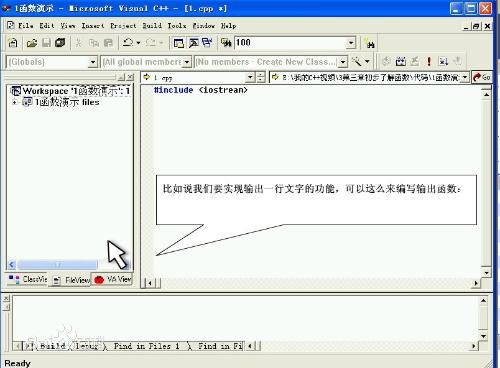 1函数演示 - Microsoft Visual C++ - [1.cpp *]
File Edit View Insert Project Build Tools Window Help
100
(Globals) (All global member (No members - Create New Class...
1.cpp E:\我的C++视频\3第三章初步了解函数\代码\1函数演 Go
Workspace '1函数演示': 1
1函数演示 files
#include <iostream>
比如说我们要实现输出一行文字的功能，可以这么来编写输出函数：
ClassVie FileView VA View
Build Debug Find in Files 1 Find in Fi
Ready